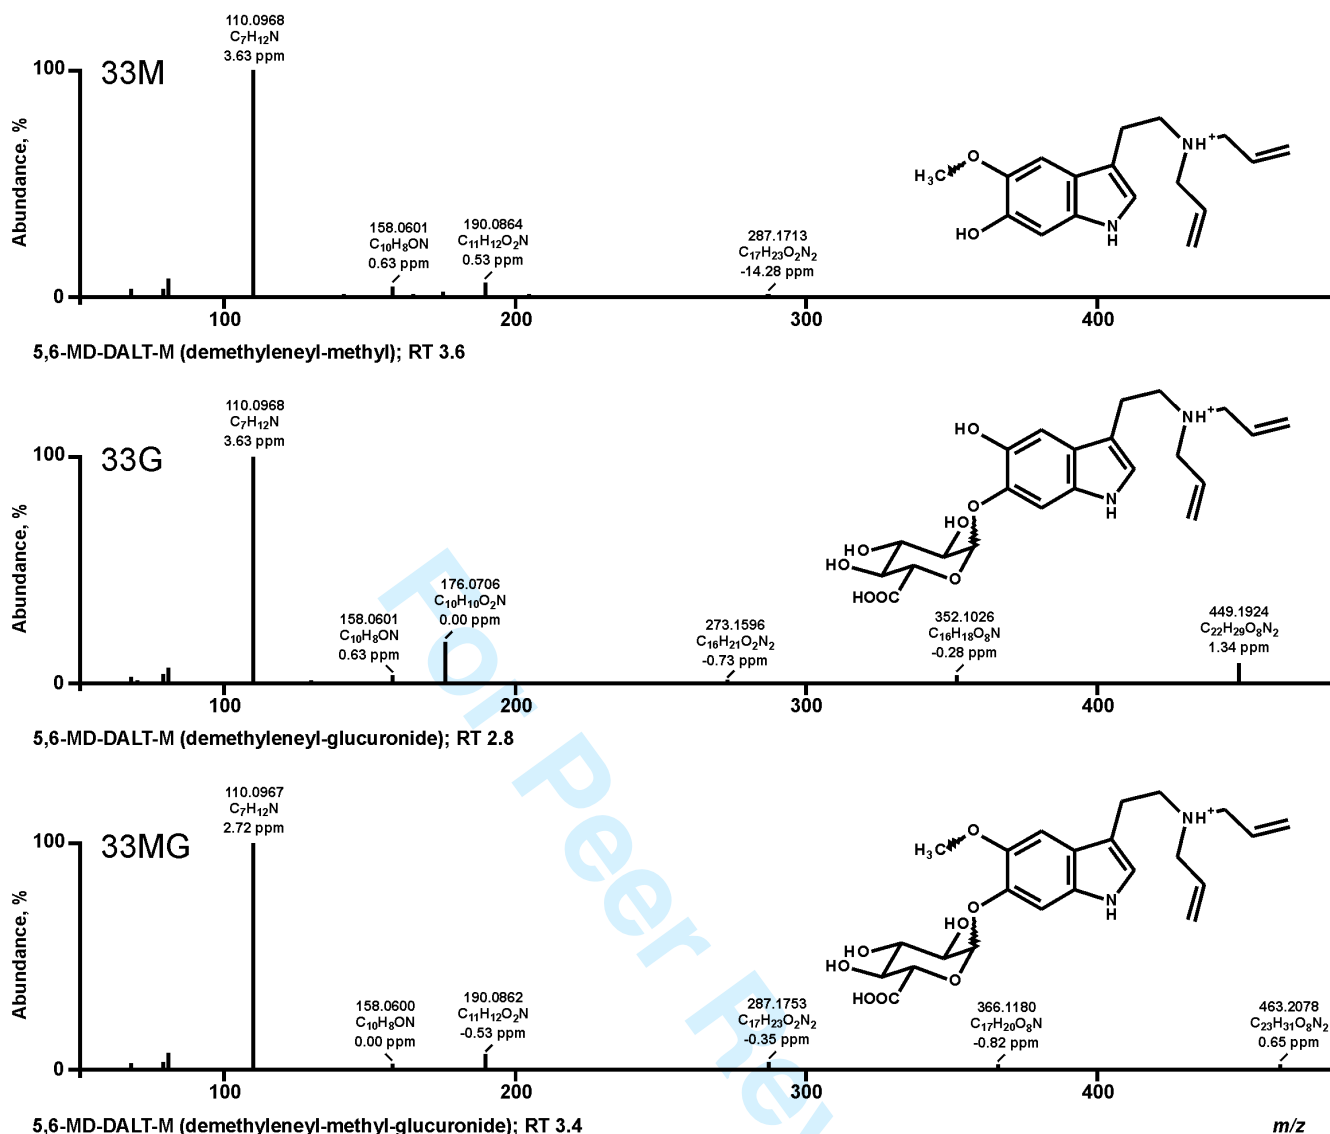 110.0968
C7H12N
3.63 ppm
100
33M
Abundance, %
158.0601
C10H8ON
0.63 ppm
190.0864
C11H12O2N
0.53 ppm
287.1713
C17H23O2N2
-14.28 ppm
H3C
O
HO
N
H
NH+
0
100
200
300
400
5,6-MD-DALT-M (demethyleneyl-methyl); RT 3.6
110.0968
C7H12N
3.63 ppm
100
33G
Abundance, %
158.0601
C10H8ON
0.63 ppm
176.0706
C10H10O2N
0.00 ppm
273.1596
C16H21O2N2
-0.73 ppm
352.1026
C16H18O8N
-0.28 ppm
449.1924
C22H29O8N2
1.34 ppm
HO
NH+
N
H
O
HO
HO
HO
O
HOOC
0
100
200
300
400
5,6-MD-DALT-M (demethyleneyl-glucuronide); RT 2.8
110.0967
C7H12N
2.72 ppm
100
33MG
Abundance, %
158.0600
C10H8ON
0.00 ppm
190.0862
C11H12O2N
-0.53 ppm
287.1753
C17H23O2N2
-0.35 ppm
366.1180
C17H20O8N
-0.82 ppm
463.2078
C23H31O8N2
0.65 ppm
H3C
O
NH+
N
H
O
HO
HO
HO
O
HOOC
0
100
200
300
400
5,6-MD-DALT-M (demethyleneyl-methyl-glucuronide); RT 3.4
m/z
For Peer Rev